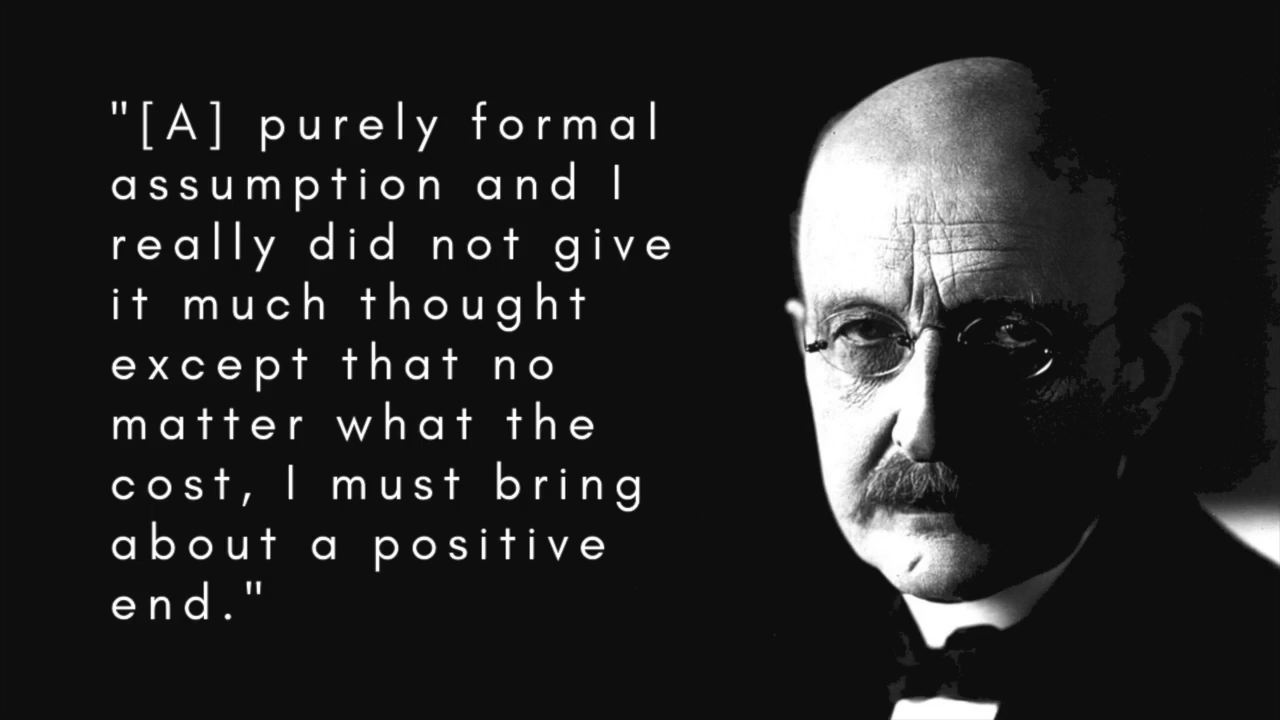 "[A] purely formal
assumption and I
really did not give
it much thought
except that no
matter what the
cost, I must bring
about a positive
end."